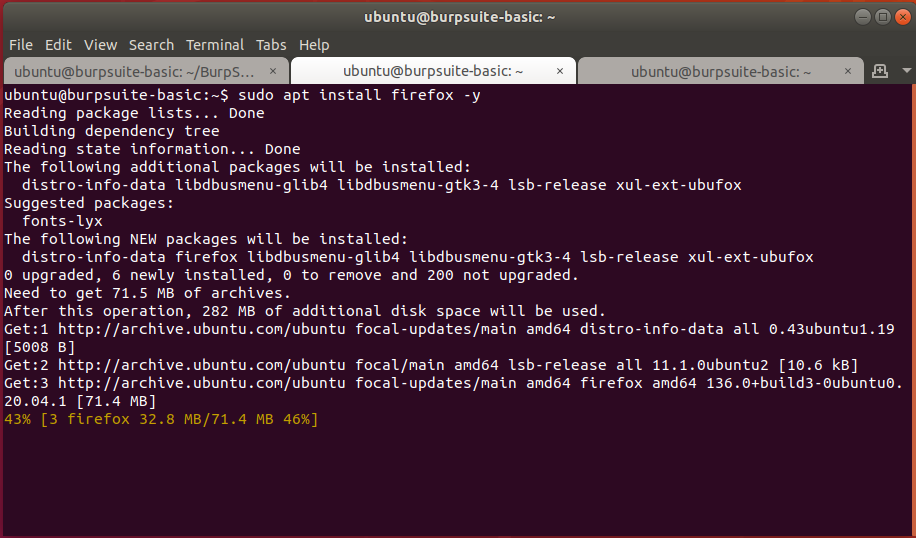 ubuntu@burpsuite-basic: ~
File Edit View Search Terminal Tabs Help
ubuntu@burpsuite-basic: ~/BurpS... × ubuntu@burpsuite-basic: ~ × ubuntu@burpsuite-basic: ~ ×
ubuntu@burpsuite-basic:~$ sudo apt install firefox -y
Reading package lists... Done
Building dependency tree
Reading state information... Done
The following additional packages will be installed:
  distro-info-data libdbusmenu-glib4 libdbusmenu-gtk3-4 lsb-release xul-ext-ubufox
Suggested packages:
  fonts-lyx
The following NEW packages will be installed:
  distro-info-data firefox libdbusmenu-glib4 libdbusmenu-gtk3-4 lsb-release xul-ext-ubufox
0 upgraded, 6 newly installed, 0 to remove and 200 not upgraded.
Need to get 71.5 MB of archives.
After this operation, 282 MB of additional disk space will be used.
Get:1 http://archive.ubuntu.com/ubuntu focal-updates/main amd64 distro-info-data all 0.43ubuntu1.19
[5008 B]
Get:2 http://archive.ubuntu.com/ubuntu focal/main amd64 lsb-release all 11.1.0ubuntu2 [10.6 kB]
Get:3 http://archive.ubuntu.com/ubuntu focal-updates/main amd64 firefox amd64 136.0+build3-0ubuntu0.
20.04.1 [71.4 MB]
43% [3 firefox 32.8 MB/71.4 MB 46%]